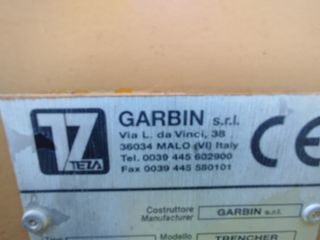 TEZA
GARBIN s.r.l.
Via L. da Vinci, 38
36034 MALO (VI) Italy
Tel. 0039 445 602900
Fax 0039 445 580101
CE
Costruttore
Manufacturer
GARBIN s.r.l.
Modello
TRENCHER